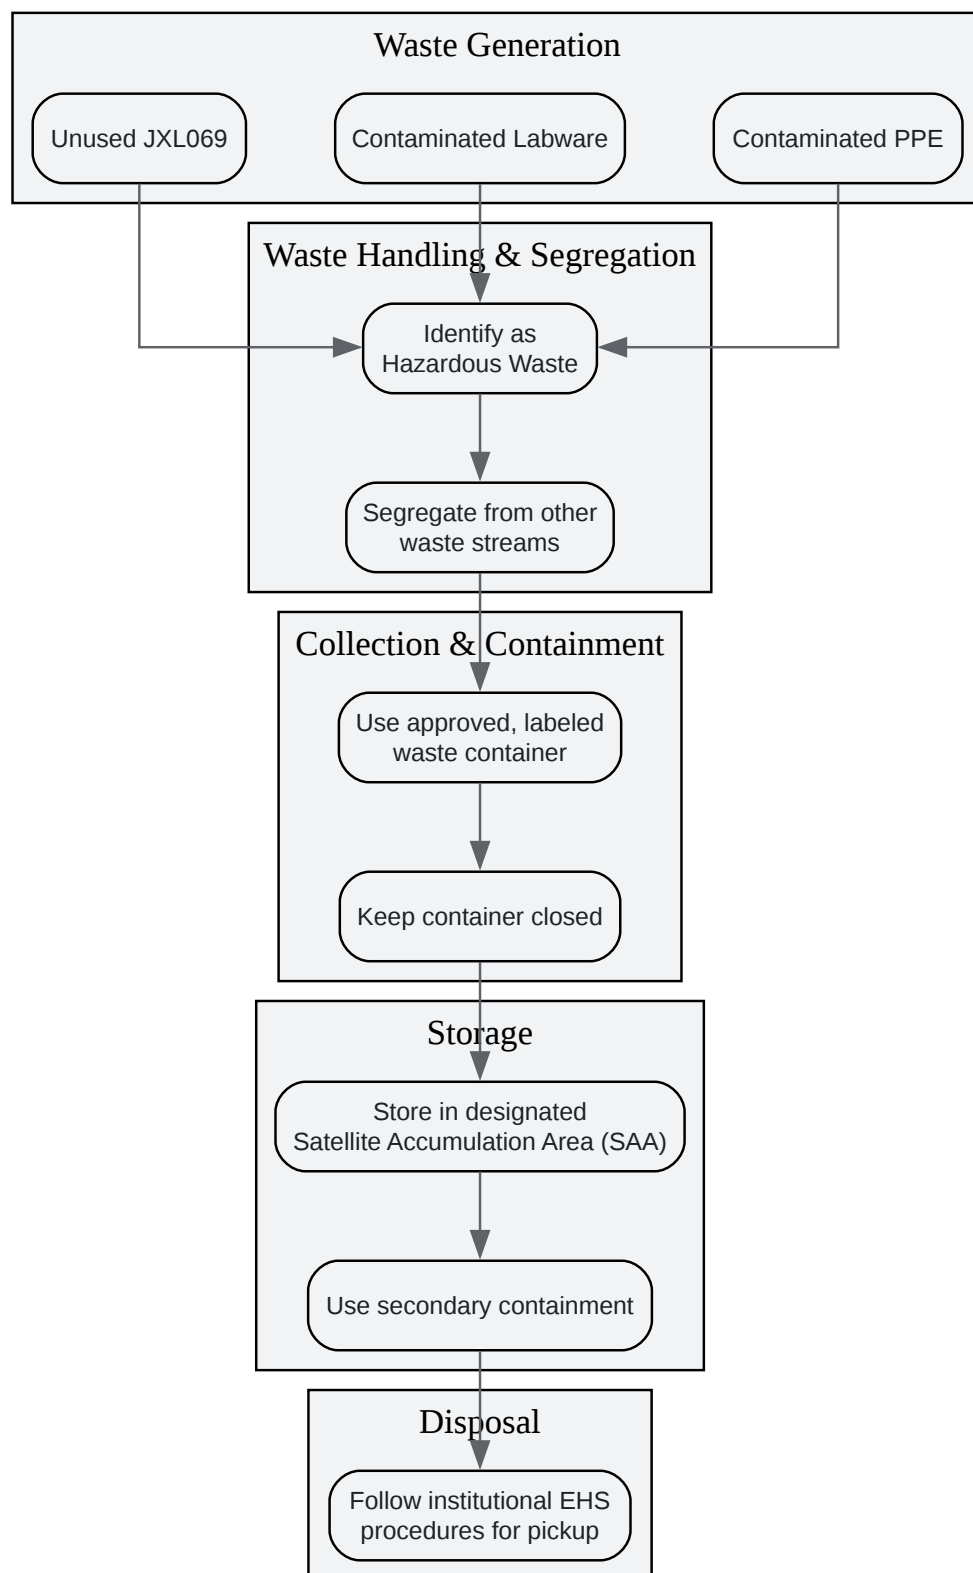 Waste Generation
Unused JXL069
Contaminated Labware
Contaminated PPE
Waste Handling & Segregation
Identify as
Hazardous Waste
Segregate from other
waste streams
Collection & Containment
Use approved, labeled
waste container
Keep container closed
Storage
Store in designated
Satellite Accumulation Area (SAA)
Use secondary containment
Disposal
Follow institutional EHS
procedures for pickup